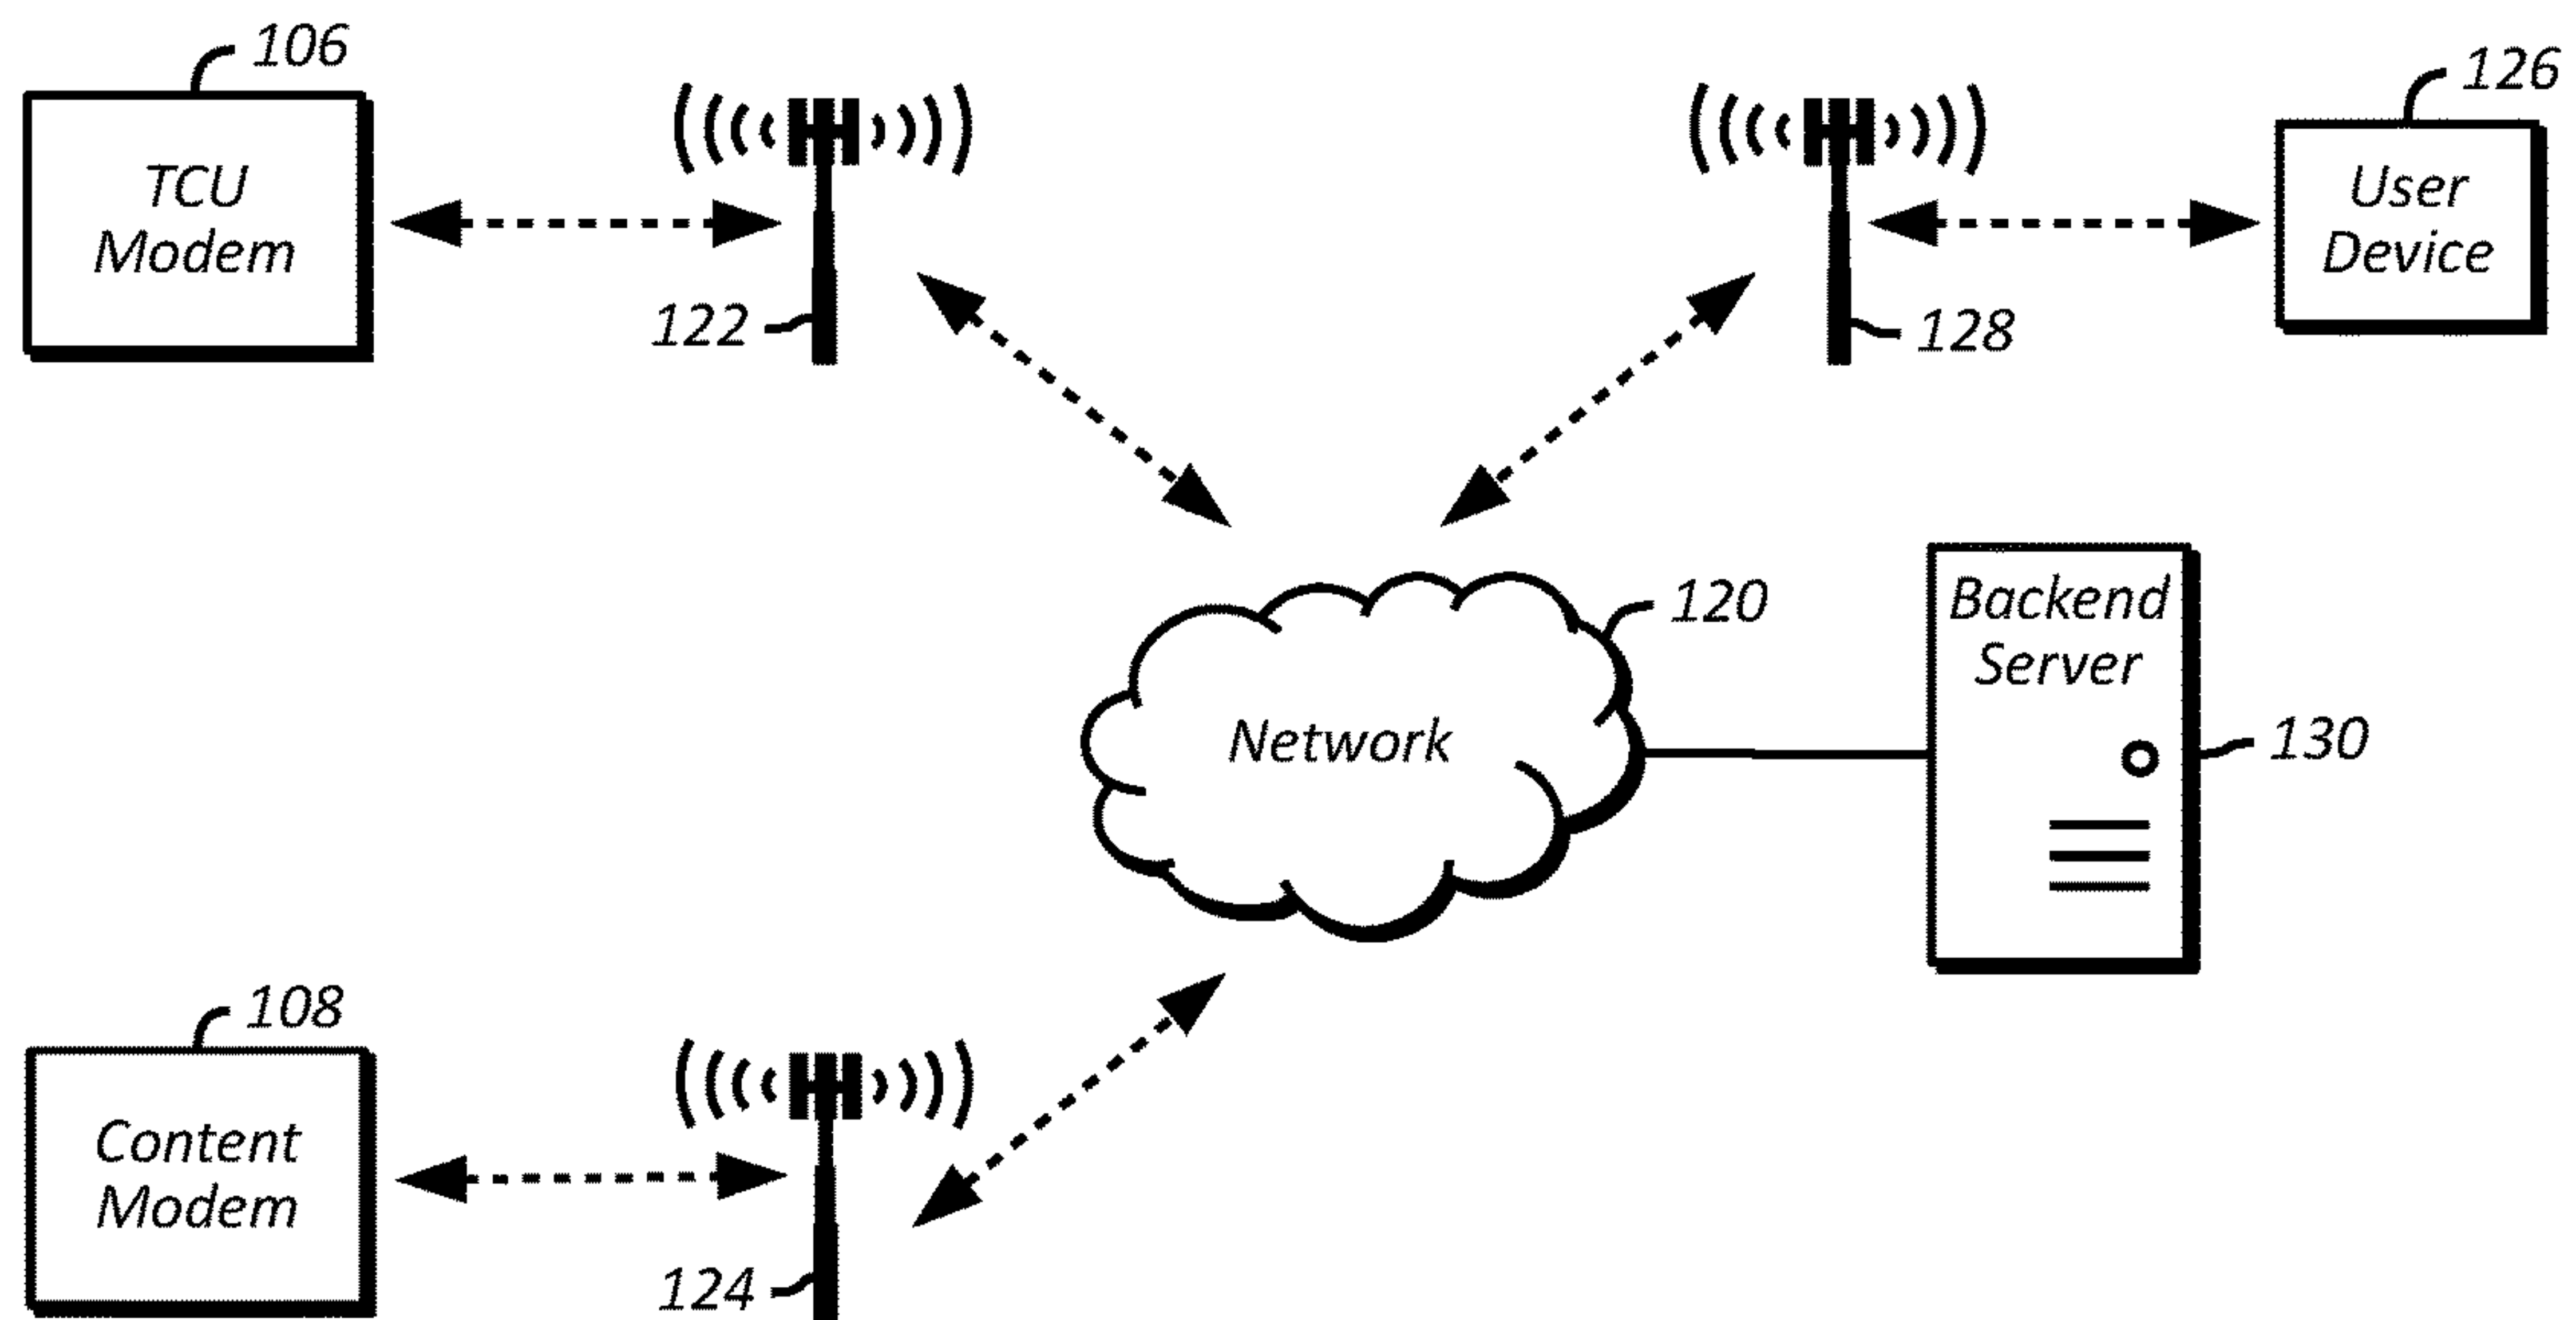 106
TCU
Modem
122
126
User
Device
128
120
Network
Backend
Server
130
108
Content
Modem
124